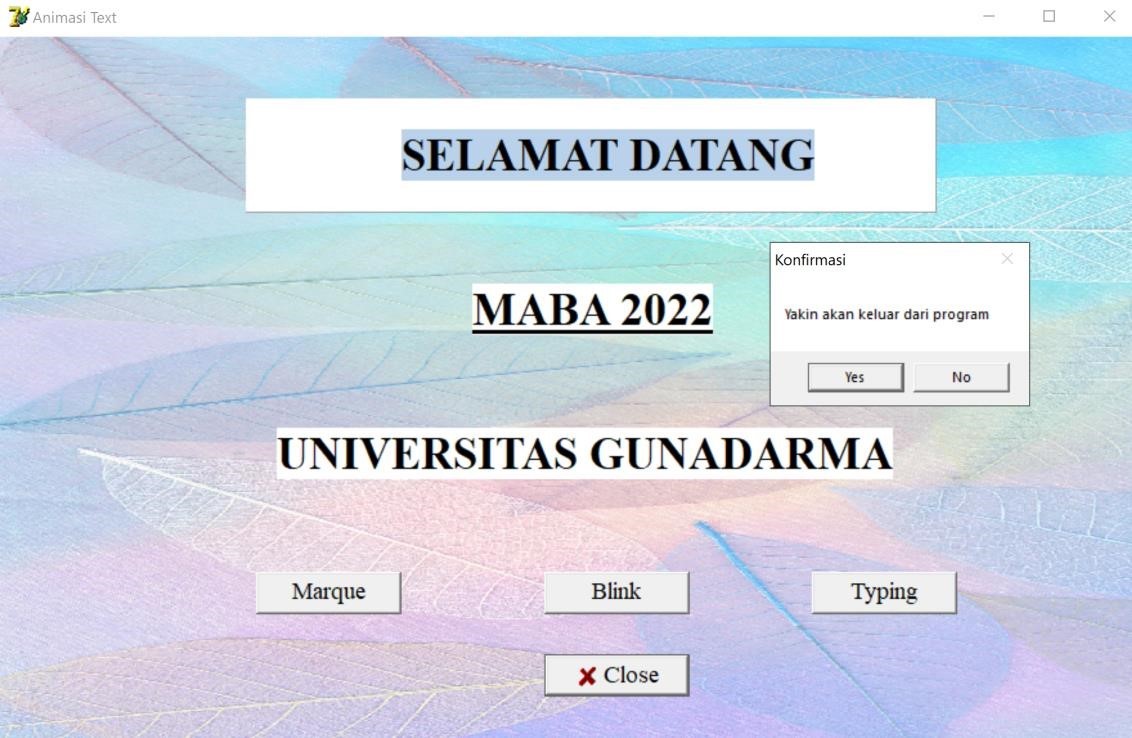 Animasi Text
SELAMAT DATANG
Konfirmasi
Yakin akan keluar dari program
Yes No
MABA 2022
UNIVERSITAS GUNADARMA
Marque Blink Typing
Close